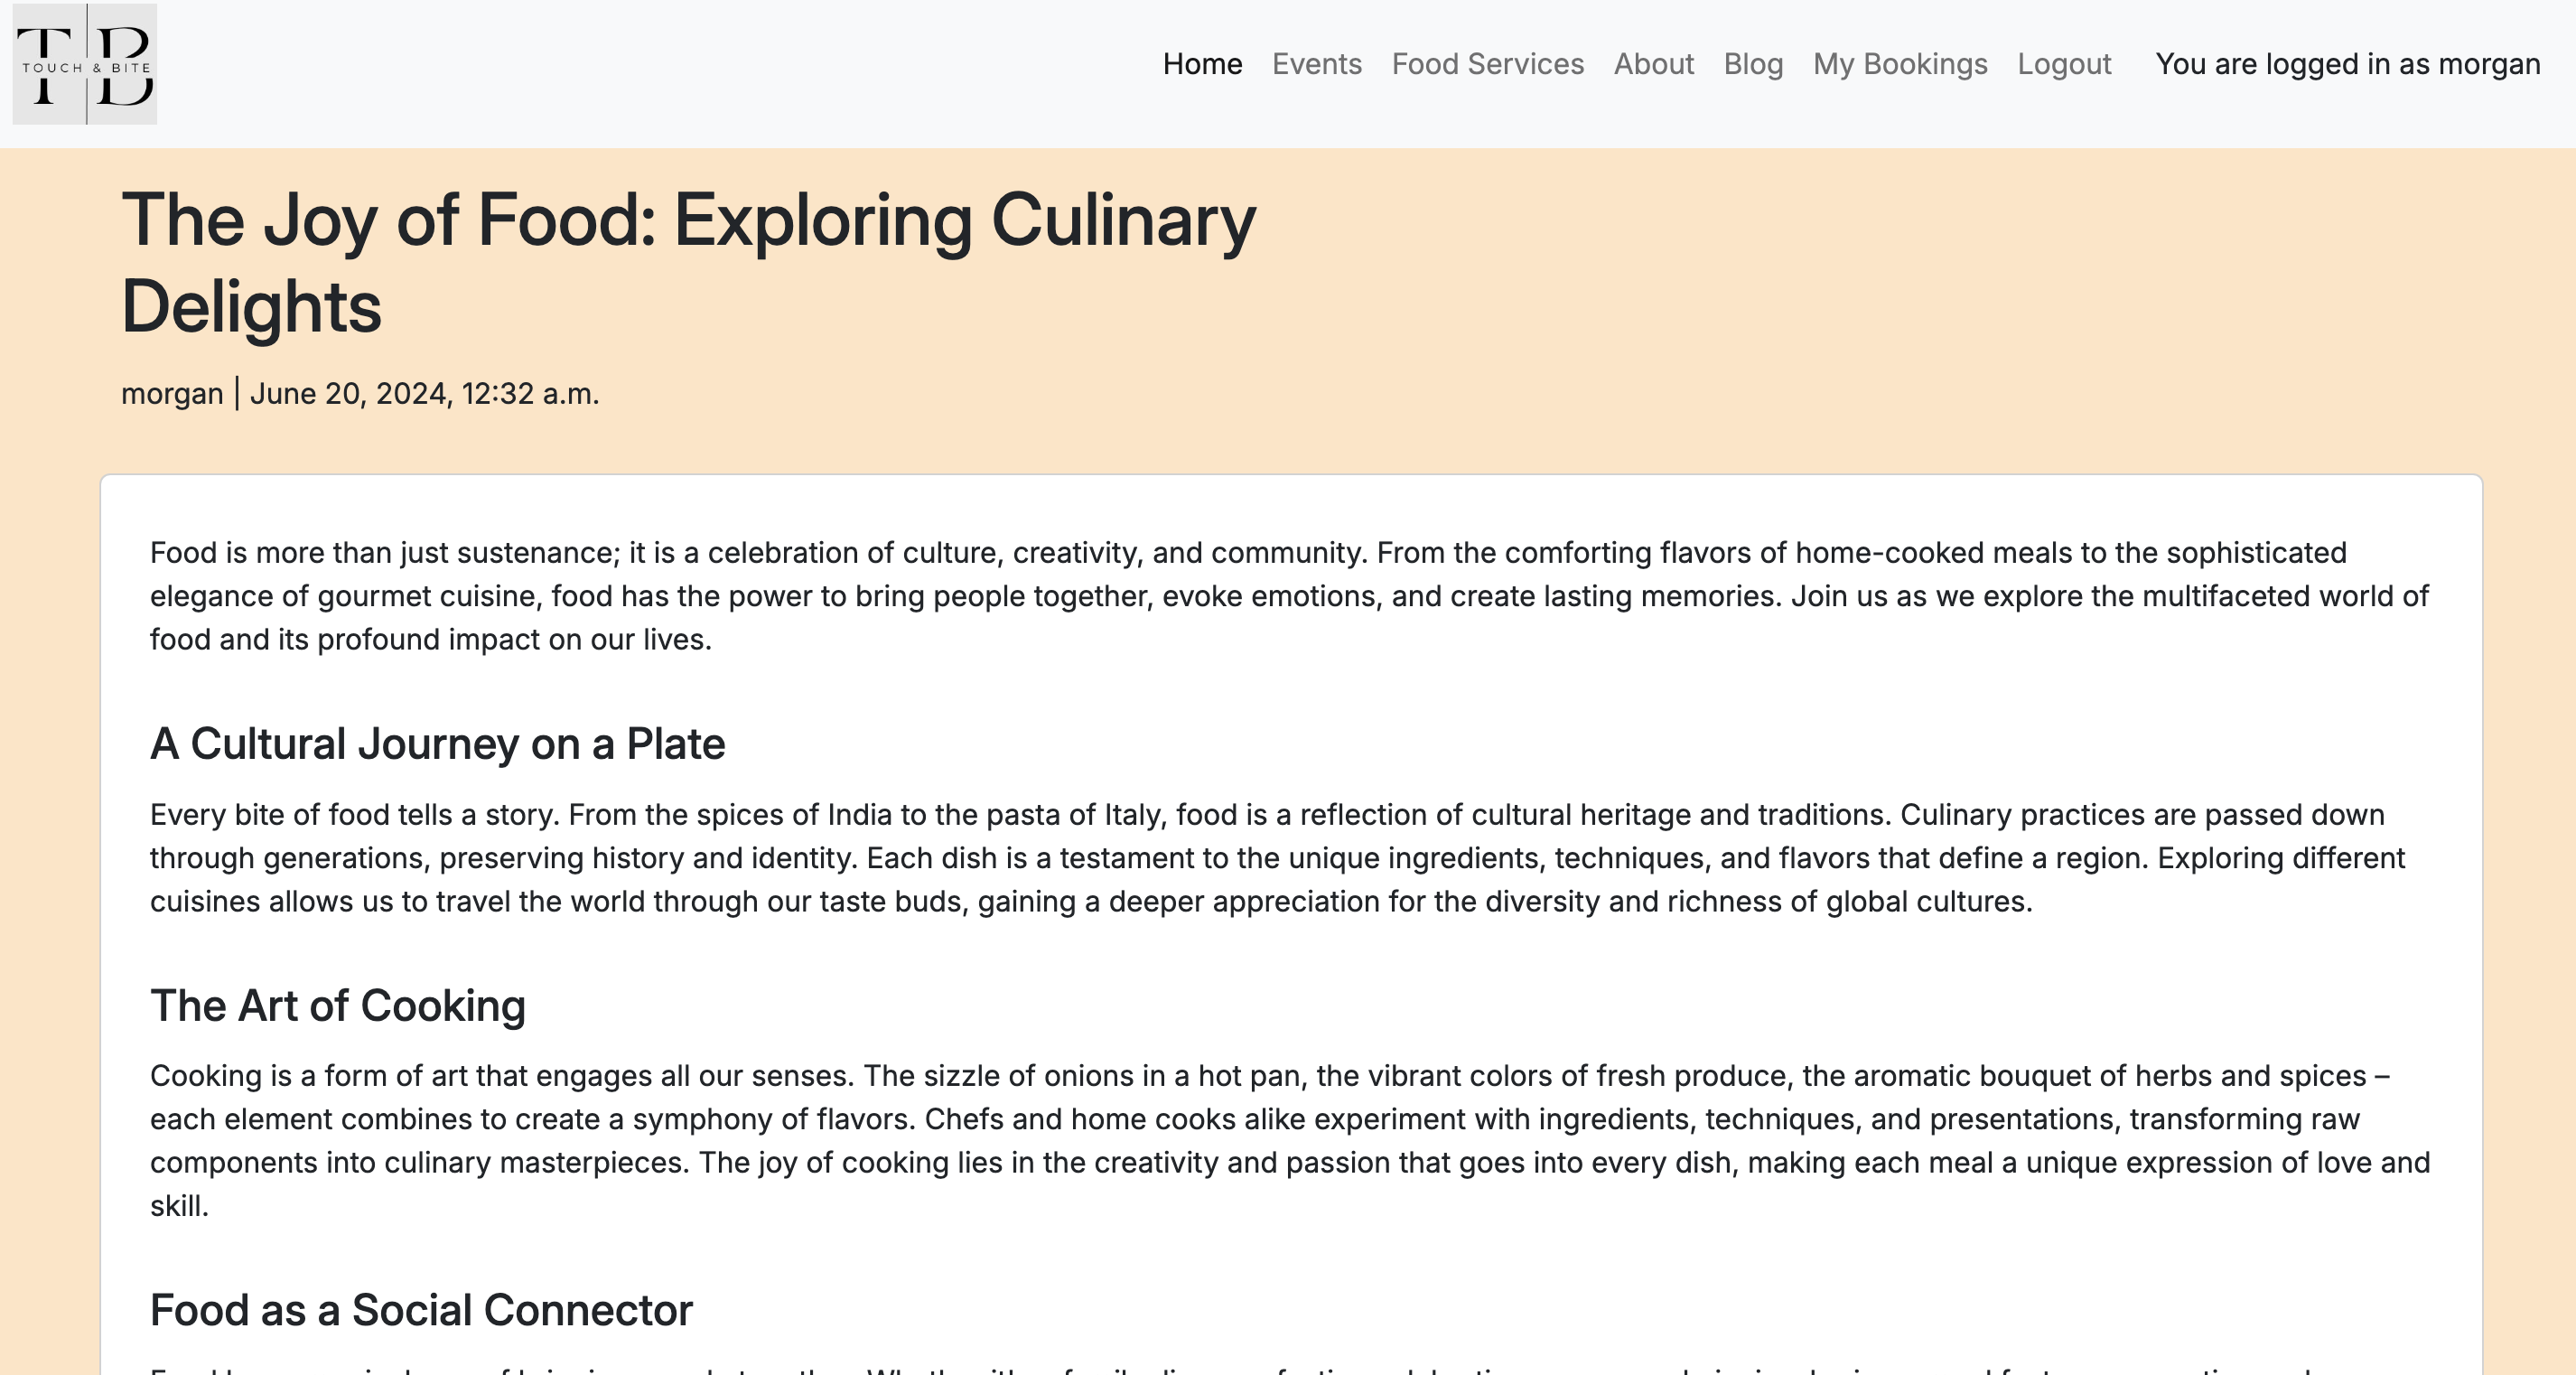 T B
TOUCH & BITE
Home Events Food Services About Blog My Bookings Logout You are logged in as morgan
The Joy of Food: Exploring Culinary
Delights
morgan | June 20, 2024, 12:32 a.m.
Food is more than just sustenance; it is a celebration of culture, creativity, and community. From the comforting flavors of home-cooked meals to the sophisticated
elegance of gourmet cuisine, food has the power to bring people together, evoke emotions, and create lasting memories. Join us as we explore the multifaceted world of
food and its profound impact on our lives.
A Cultural Journey on a Plate
Every bite of food tells a story. From the spices of India to the pasta of Italy, food is a reflection of cultural heritage and traditions. Culinary practices are passed down
through generations, preserving history and identity. Each dish is a testament to the unique ingredients, techniques, and flavors that define a region. Exploring different
cuisines allows us to travel the world through our taste buds, gaining a deeper appreciation for the diversity and richness of global cultures.
The Art of Cooking
Cooking is a form of art that engages all our senses. The sizzle of onions in a hot pan, the vibrant colors of fresh produce, the aromatic bouquet of herbs and spices –
each element combines to create a symphony of flavors. Chefs and home cooks alike experiment with ingredients, techniques, and presentations, transforming raw
components into culinary masterpieces. The joy of cooking lies in the creativity and passion that goes into every dish, making each meal a unique expression of love and
skill.
Food as a Social Connector